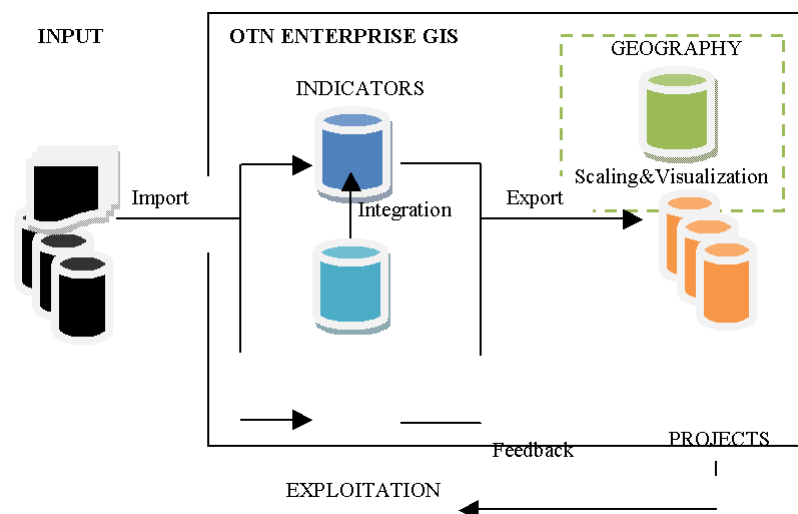 INPUT
OTN ENTERPRISE GIS
GEOGRAPHY
INDICATORS
Scaling&Visualization
Import
Integration
Export
PROJECTS
Feedback
EXPLOITATION